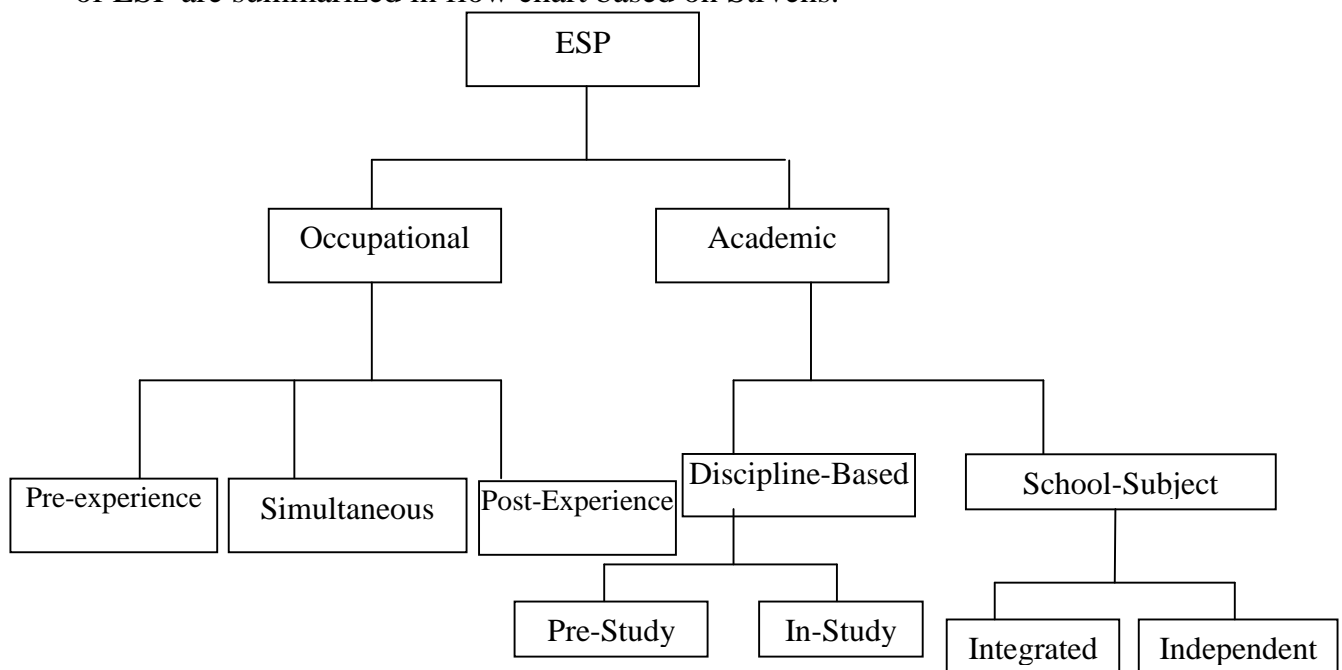 of ESP are summarized in flow chart based on Strvens:
ESP
Occupational Academic
Pre-experience Simultaneous Post-Experience Discipline-Based School-Subject
Pre-Study In-Study Integrated Independent